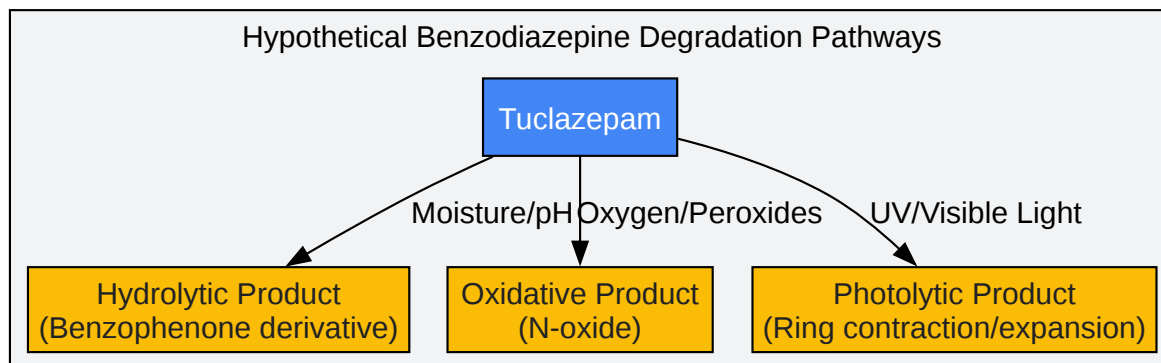 Hypothetical Benzodiazepine Degradation Pathways
Tuclazepam
Moisture/pH
Oxygen/Peroxides
UV/Visible Light
Hydrolytic Product
(Benzophenone derivative)
Oxidative Product
(N-oxide)
Photolytic Product
(Ring contraction/expansion)